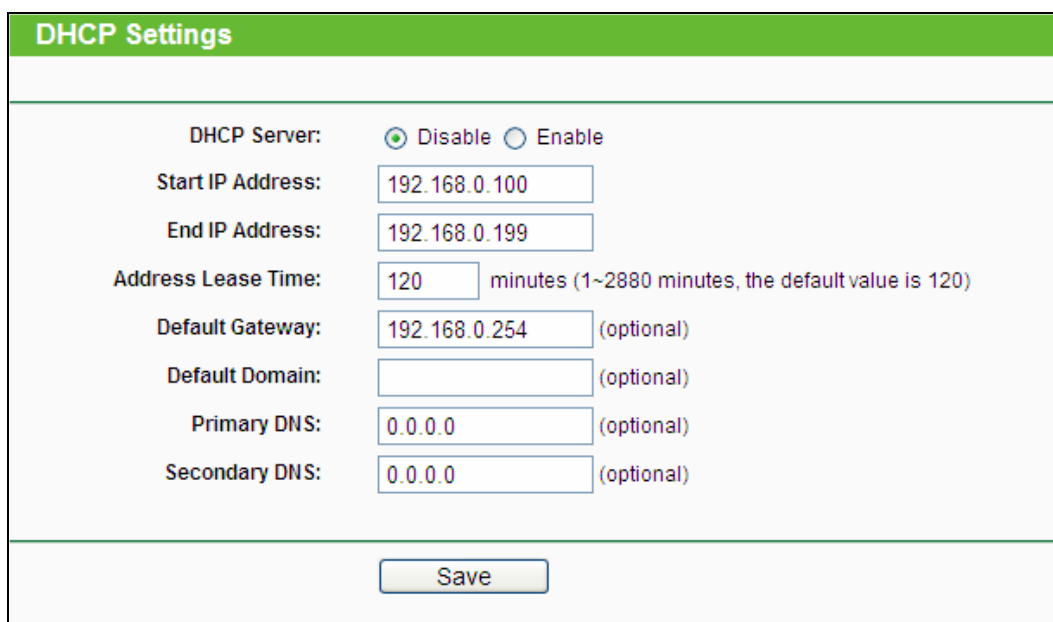 DHCP Settings
DHCP Server: Disable Enable
Start IP Address: 192.168.0.100
End IP Address: 192.168.0.199
Address Lease Time: 120 minutes (1~2880 minutes, the default value is 120)
Default Gateway: 192.168.0.254 (optional)
Default Domain: (optional)
Primary DNS: 0.0.0.0 (optional)
Secondary DNS: 0.0.0.0 (optional)
Save